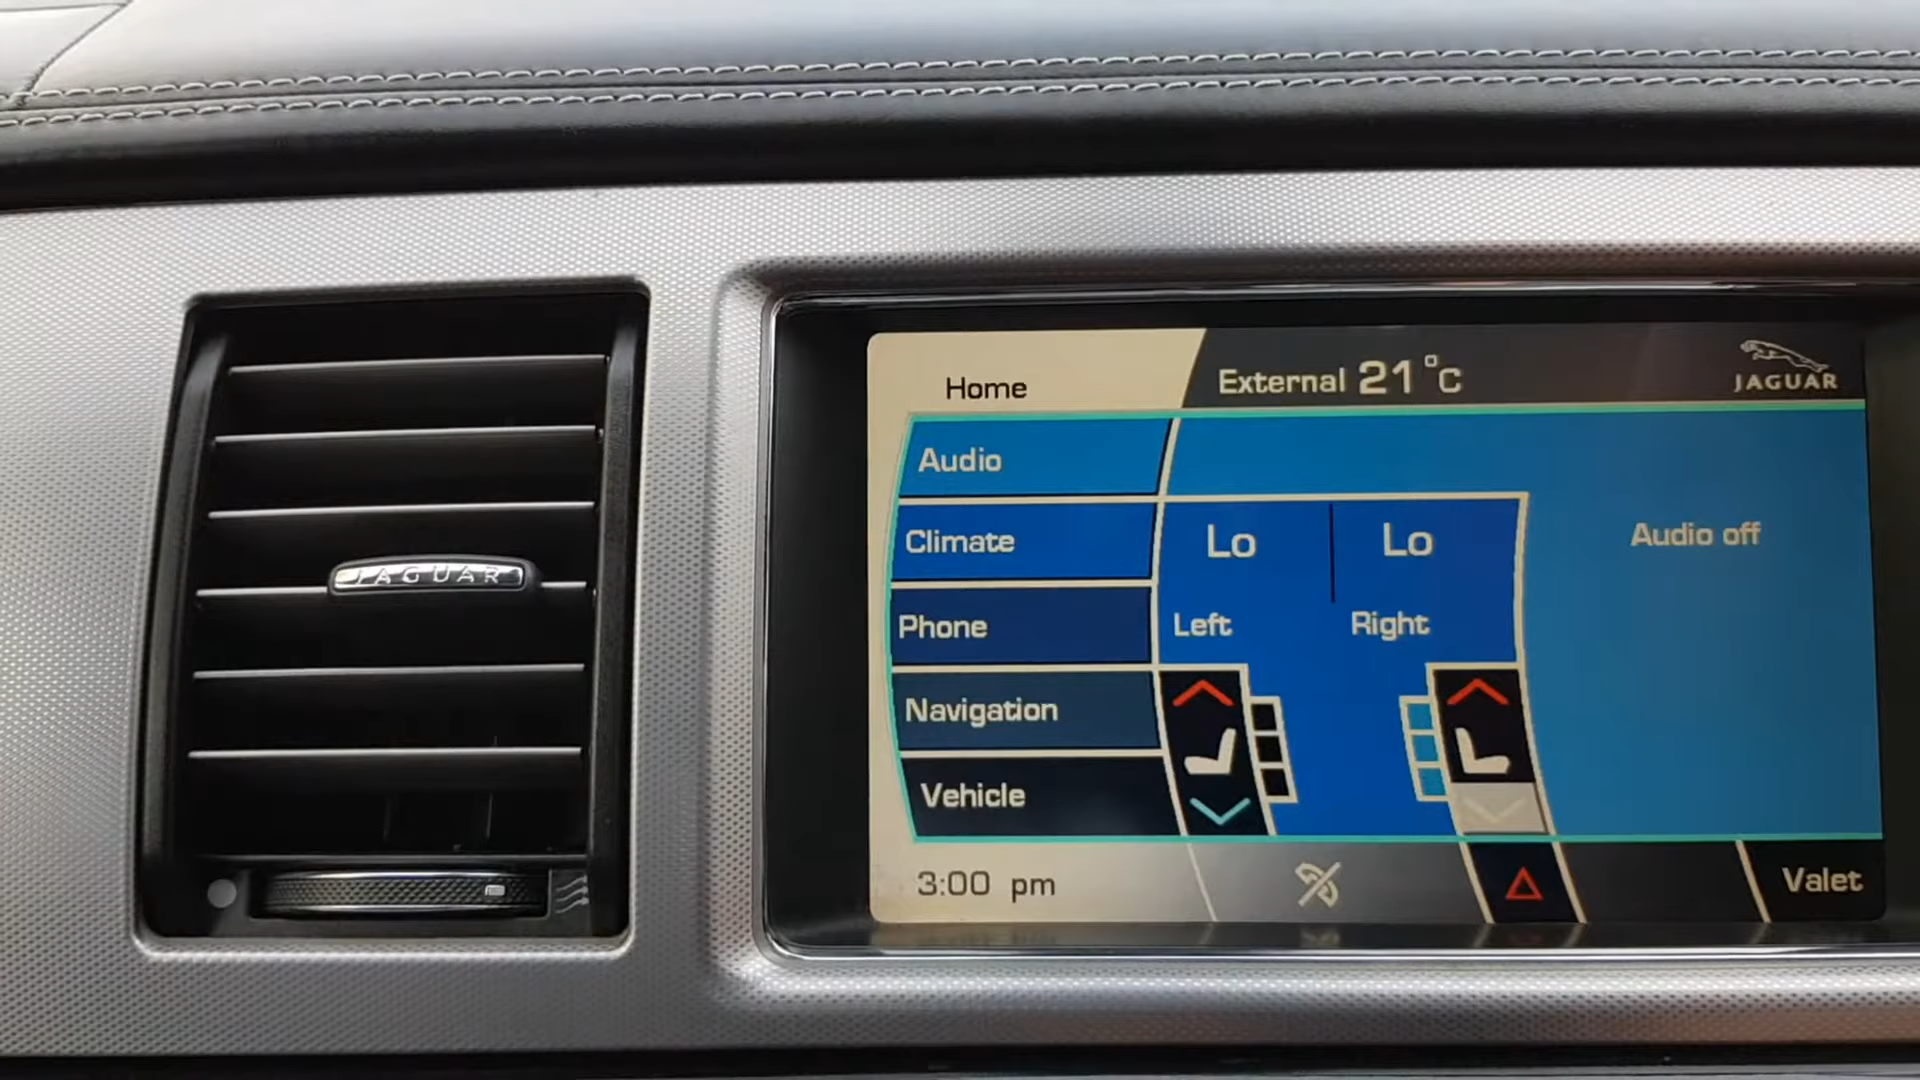 Home
External 21°C
JAGUAR
Audio
Climate
Lo
Lo
Audio off
JAGUAR
Phone
Left
Right
Navigation
Vehicle
3:00 pm
Valet